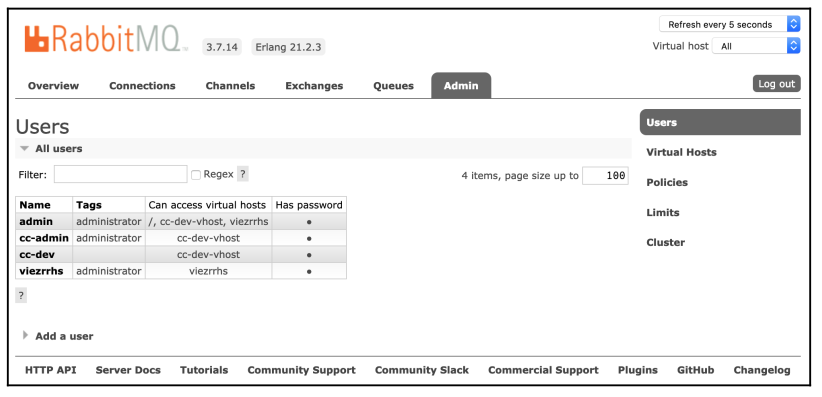 RabbitMQ
3.7.14 Erlang 21.2.3
Refresh every 5 seconds
Virtual host All
Overview Connections Channels Exchanges Queues Admin
Log out
Users
All users
Filter: Regex ? 4 items, page size up to 100
Name Tags Can access virtual hosts Has password
admin administrator /, cc-dev-vhost, viezrrhs •
cc-admin administrator cc-dev-vhost •
cc-dev cc-dev-vhost •
viezrrhs administrator viezrrhs •
?
Add a user
Users
Virtual Hosts
Policies
Limits
Cluster
HTTP API Server Docs Tutorials Community Support Community Slack Commercial Support Plugins GitHub Changelog